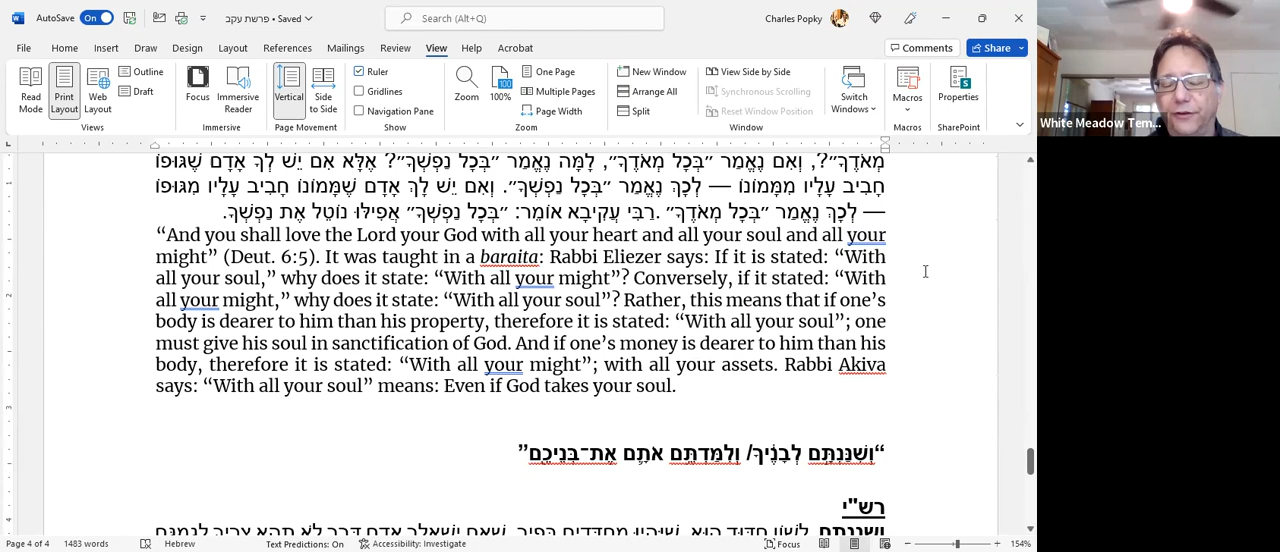 AutoSave On פרשת עקב • Saved Search (Alt+Q) Charles Popky
File Home Insert Draw Design Layout References Mailings Review View Help Acrobat Comments Share
Read Mode Print Layout Web Layout Outline Draft Views
Focus Immersive Reader Immersive
Vertical Side to Side Page Movement
Ruler Gridlines Navigation Pane Show
Zoom 100 100% One Page Multiple Pages Page Width Zoom
New Window Arrange All Split View Side by Side Synchronous Scrolling Reset Window Position Switch Windows Window
Macros Macros
Properties SharePoint
White Meadow Tem...
מְאֹדֶךָ״?, וְאִם נֶאֱמַר ״בְּכָל מְאֹדְךָ״, לָמָּה נֶאֱמַר ״בְּכָל נַפְשְׁךָ״? אֶלָּא אִם יֵשׁ לְךָ אָדָם שֶׁגּוּפוֹ
חָבִיב עָלָיו מִמָּמוֹנוֹ — לְכָךְ נֶאֱמַר ״בְּכָל נַפְשְׁךָ״. וְאִם יֵשׁ לְךָ אָדָם שֶׁמָּמוֹנוֹ חָבִיב עָלָיו מִגּוּפוֹ
— לְכָךְ נֶאֱמַר ״בְּכָל מְאֹדֶךָ״. רַבִּי עֲקִיבָא אוֹמֵר: ״בְּכָל נַפְשְׁךָ״ אֲפִילּוּ נוֹטֵל אֶת נַפְשְׁךָ.
“And you shall love the Lord your God with all your heart and all your soul and all your
might” (Deut. 6:5). It was taught in a baraita: Rabbi Eliezer says: If it is stated: “With
all your soul,” why does it state: “With all your might”? Conversely, if it stated: “With
all your might,” why does it state: “With all your soul”? Rather, this means that if one’s
body is dearer to him than his property, therefore it is stated: “With all your soul”; one
must give his soul in sanctification of God. And if one’s money is dearer to him than his
body, therefore it is stated: “With all your might”; with all your assets. Rabbi Akiva
says: “With all your soul” means: Even if God takes your soul.
“וְשִׁנַּנְתָּם לְבָנֶיךָ/ וְלִמַּדְתֶּם אֹתָם אֶת־בְּנֵיכֶם”
רש"י
ושננתם. לְשׁוֹן חִדּוּד הוּא, שֶׁיִּהְיוּ מְחֻדָּדִים בְּפִיךָ, שֶׁאִם יִשְׁאָלְךָ אָדָם דָּבָר לֹא תְהֵא צָרִיךְ לְגַמְגֵּם
Page 4 of 4 1483 words Hebrew Text Predictions: On Accessibility: Investigate Focus 154%